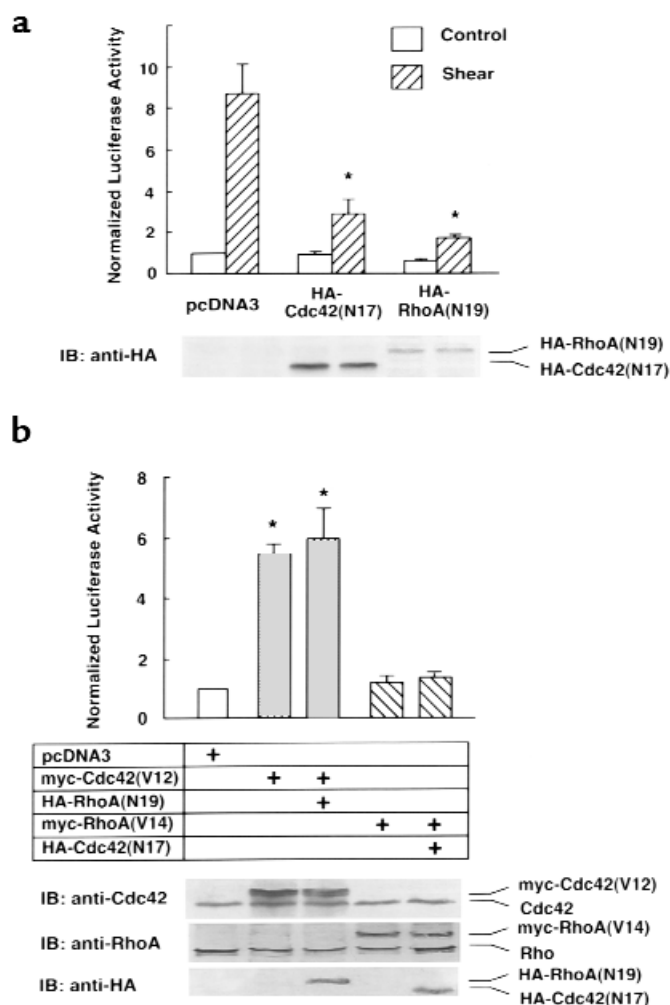 a
Control
Shear
Normalized Luciferase Activity
10
8
6
4
2
0
*
*
pcDNA3
HA-
Cdc42(N17)
HA-
RhoA(N19)
IB: anti-HA
HA-RhoA(N19)
HA-Cdc42(N17)
b
Normalized Luciferase Activity
8
6
4
2
0
*
*
pcDNA3 +
myc-Cdc42(V12) + +
HA-RhoA(N19) +
myc-RhoA(V14) + +
HA-Cdc42(N17) +
IB: anti-Cdc42
myc-Cdc42(V12)
Cdc42
IB: anti-RhoA
myc-RhoA(V14)
Rho
IB: anti-HA
HA-RhoA(N19)
HA-Cdc42(N17)